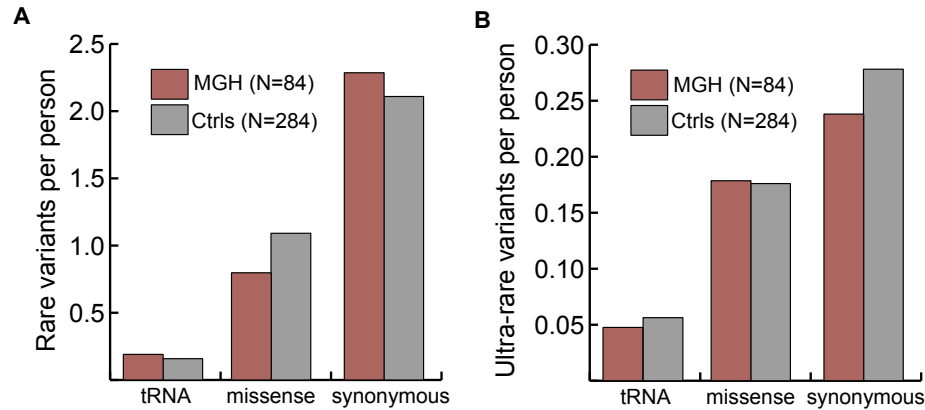 A
Rare variants per person
2.5
2.0
1.5
1.0
0.5
MGH (N=84)
Ctrls (N=284)
tRNA
missense
synonymous
B
Ultra-rare variants per person
0.30
0.25
0.20
0.15
0.10
0.05
MGH (N=84)
Ctrls (N=284)
tRNA
missense
synonymous